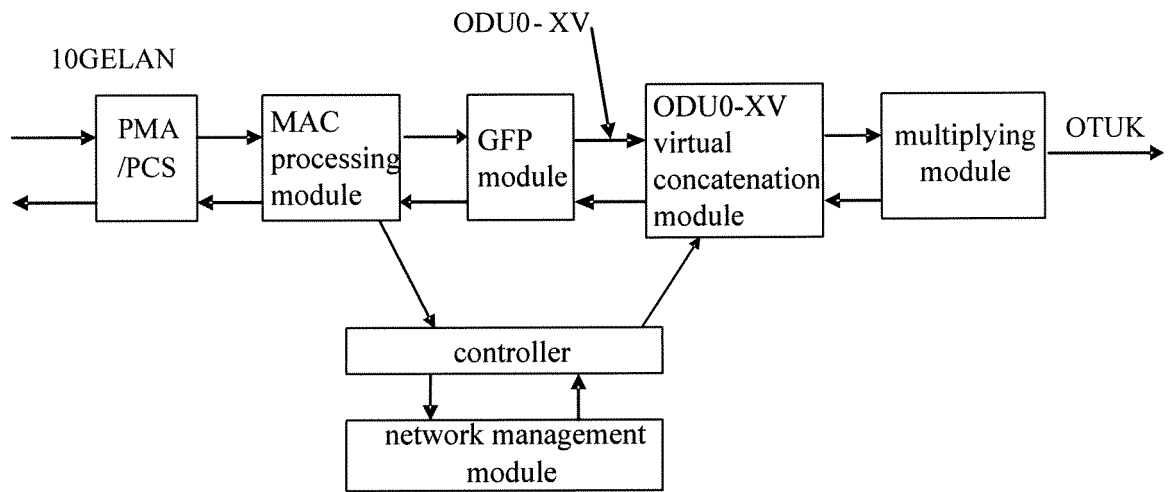 ODU0-XV
10GELAN
PMA
/PCS
MAC
processing
module
GFP
module
ODU0-XV
virtual
concatenation
module
multiplying
module
OTUK
controller
network management
module